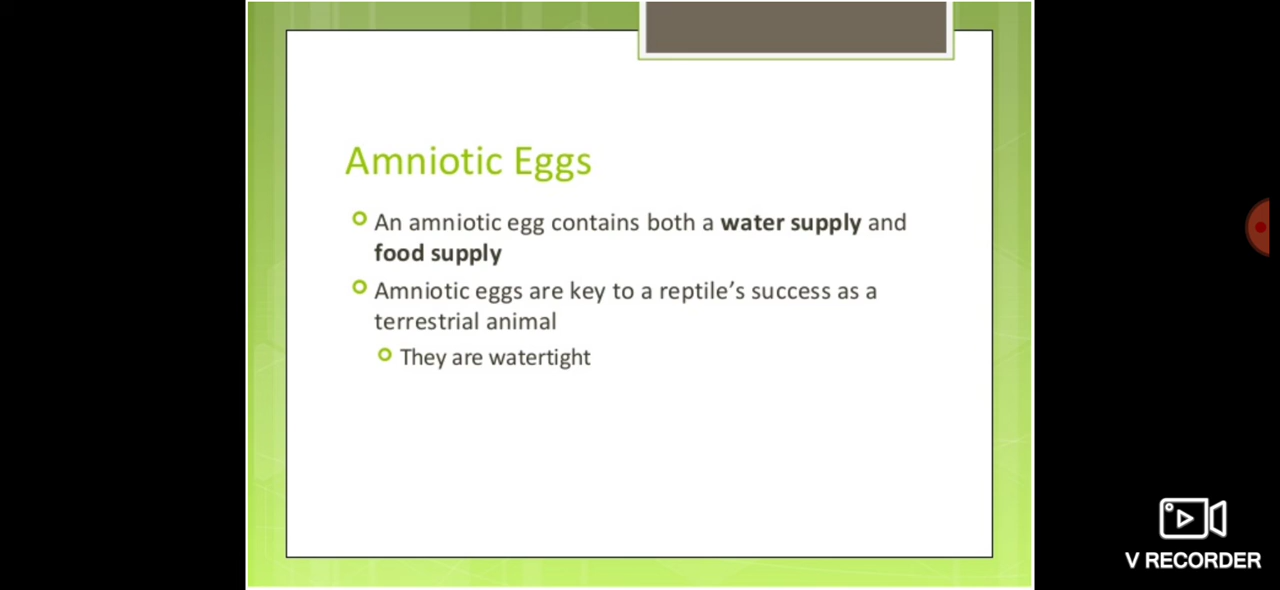 Amniotic Eggs
An amniotic egg contains both a water supply and
food supply
Amniotic eggs are key to a reptile’s success as a
terrestrial animal
They are watertight
V RECORDER